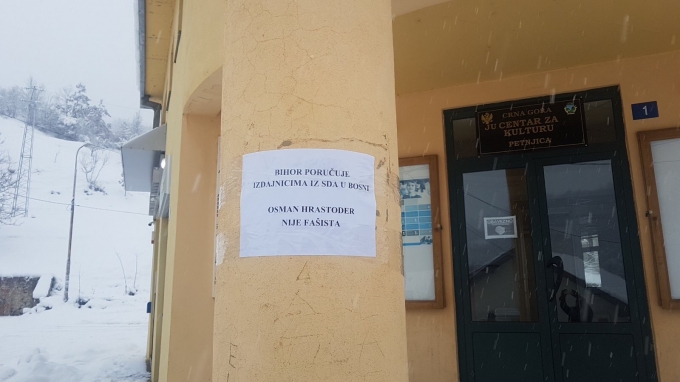 BIHOR PORUČUJE
IZDAJNICIMA IZ SDA U BOSNI
OSMAN HRASTODER
NIJE FAŠISTA
CRNA GORA
JU CENTAR ZA
KULTURU
PETNJICA
1